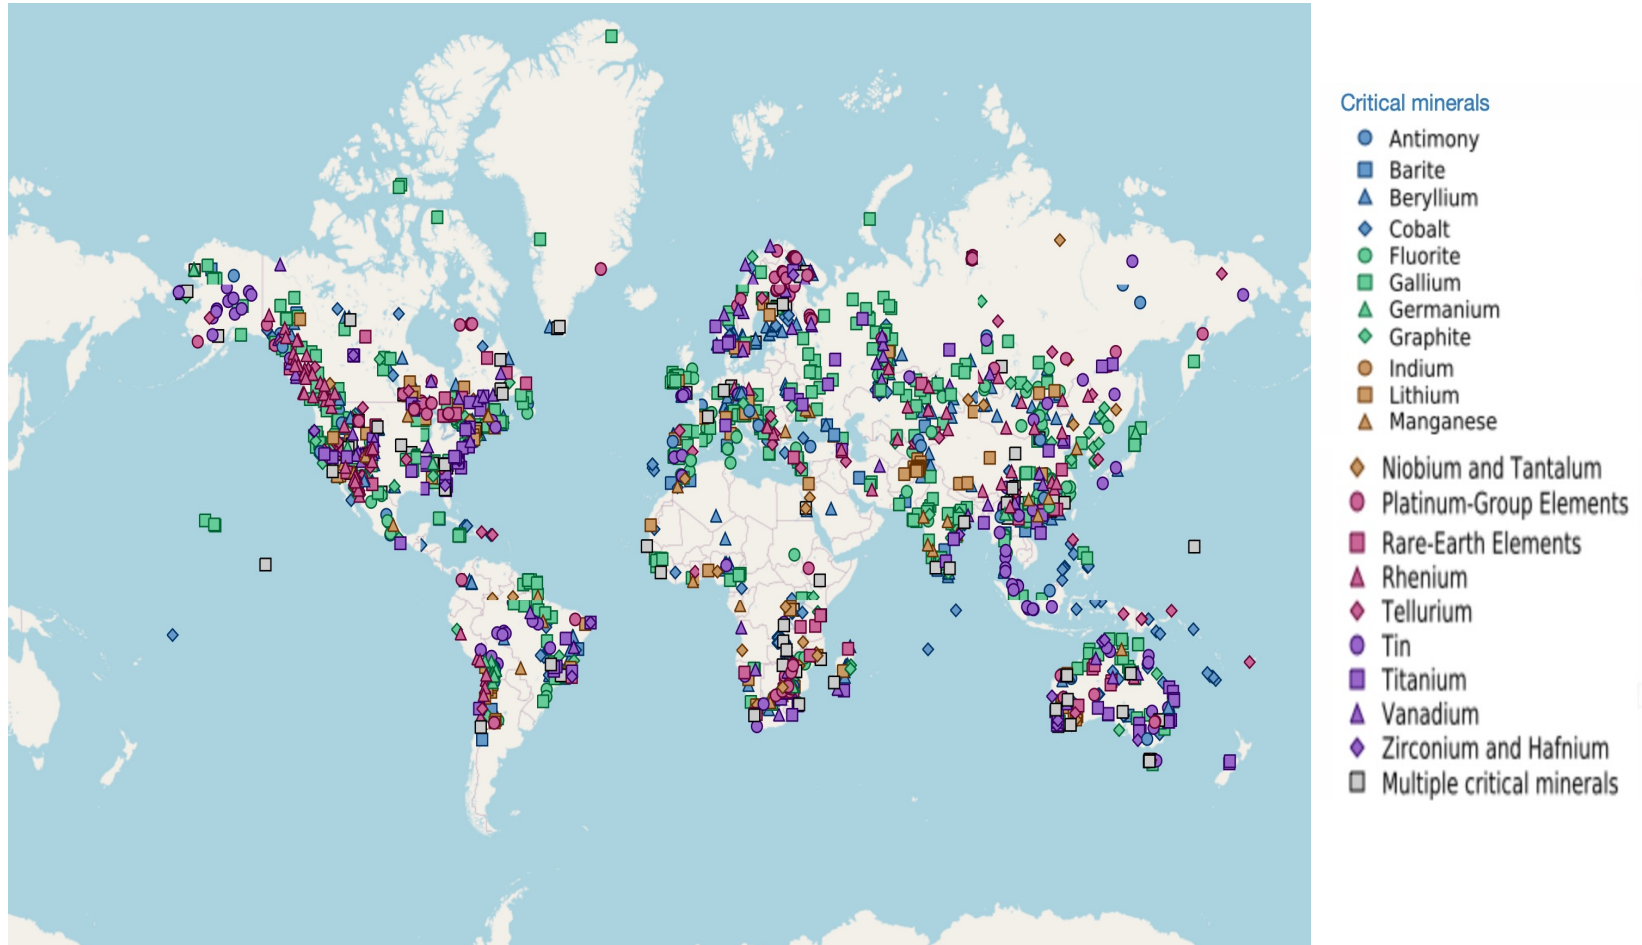 Critical minerals
Antimony
Barite
Beryllium
Cobalt
Fluorite
Gallium
Germanium
Graphite
Indium
Lithium
Manganese
Niobium and Tantalum
Platinum-Group Elements
Rare-Earth Elements
Rhenium
Tellurium
Tin
Titanium
Vanadium
Zirconium and Hafnium
Multiple critical minerals